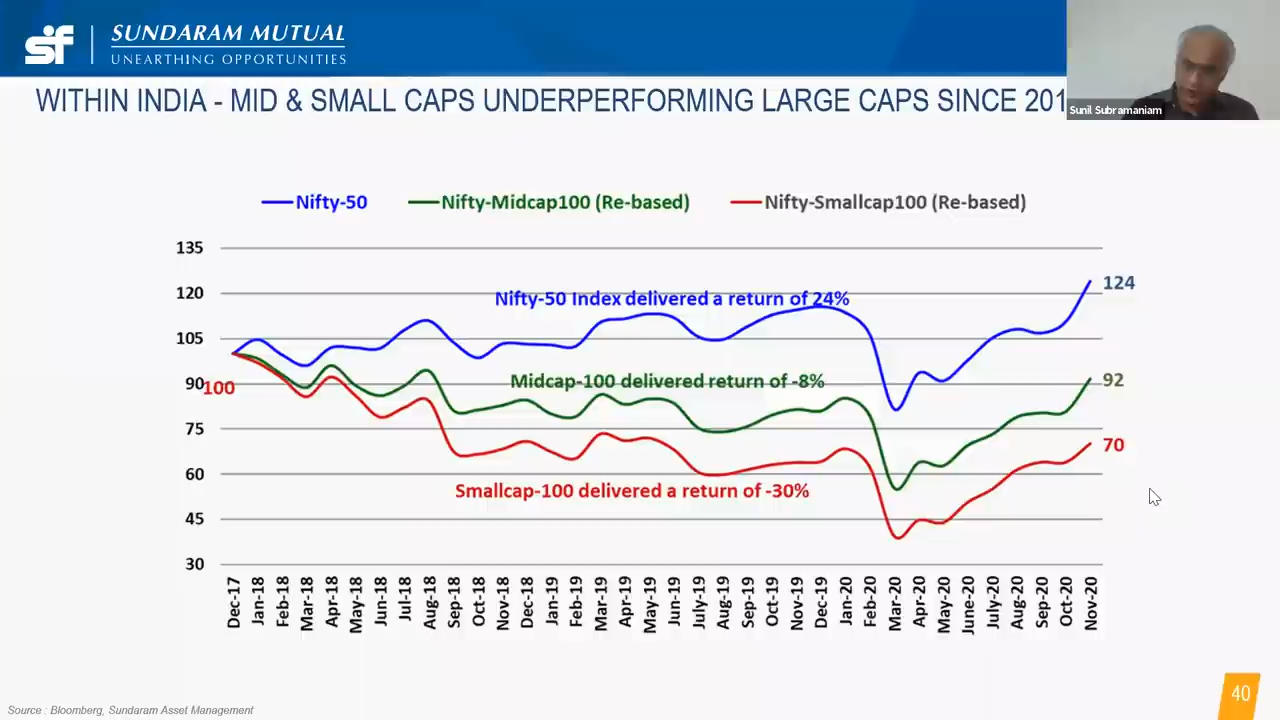 sf
SUNDARAM MUTUAL
UNEARTHING OPPORTUNITIES
Sunil Subramaniam
WITHIN INDIA - MID & SMALL CAPS UNDERPERFORMING LARGE CAPS SINCE 201
Nifty-50 Nifty-Midcap100 (Re-based) Nifty-Smallcap100 (Re-based)
135
120
105
90
75
60
45
30
100
Nifty-50 Index delivered a return of 24%
Midcap-100 delivered return of -8%
Smallcap-100 delivered a return of -30%
124
92
70
Dec-17 Jan-18 Feb-18 Mar-18 Apr-18 May-18 Jun-18 Jul-18 Aug-18 Sep-18 Oct-18 Nov-18 Dec-18 Jan-19 Feb-19 Mar-19 Apr-19 May-19 Jun-19 July-19 Aug-19 Sep-19 Oct-19 Nov-19 Dec-19 Jan-20 Feb-20 Mar-20 Apr-20 May-20 June-20 July-20 Aug-20 Sep-20 Oct-20 Nov-20
Source : Bloomberg, Sundaram Asset Management
40